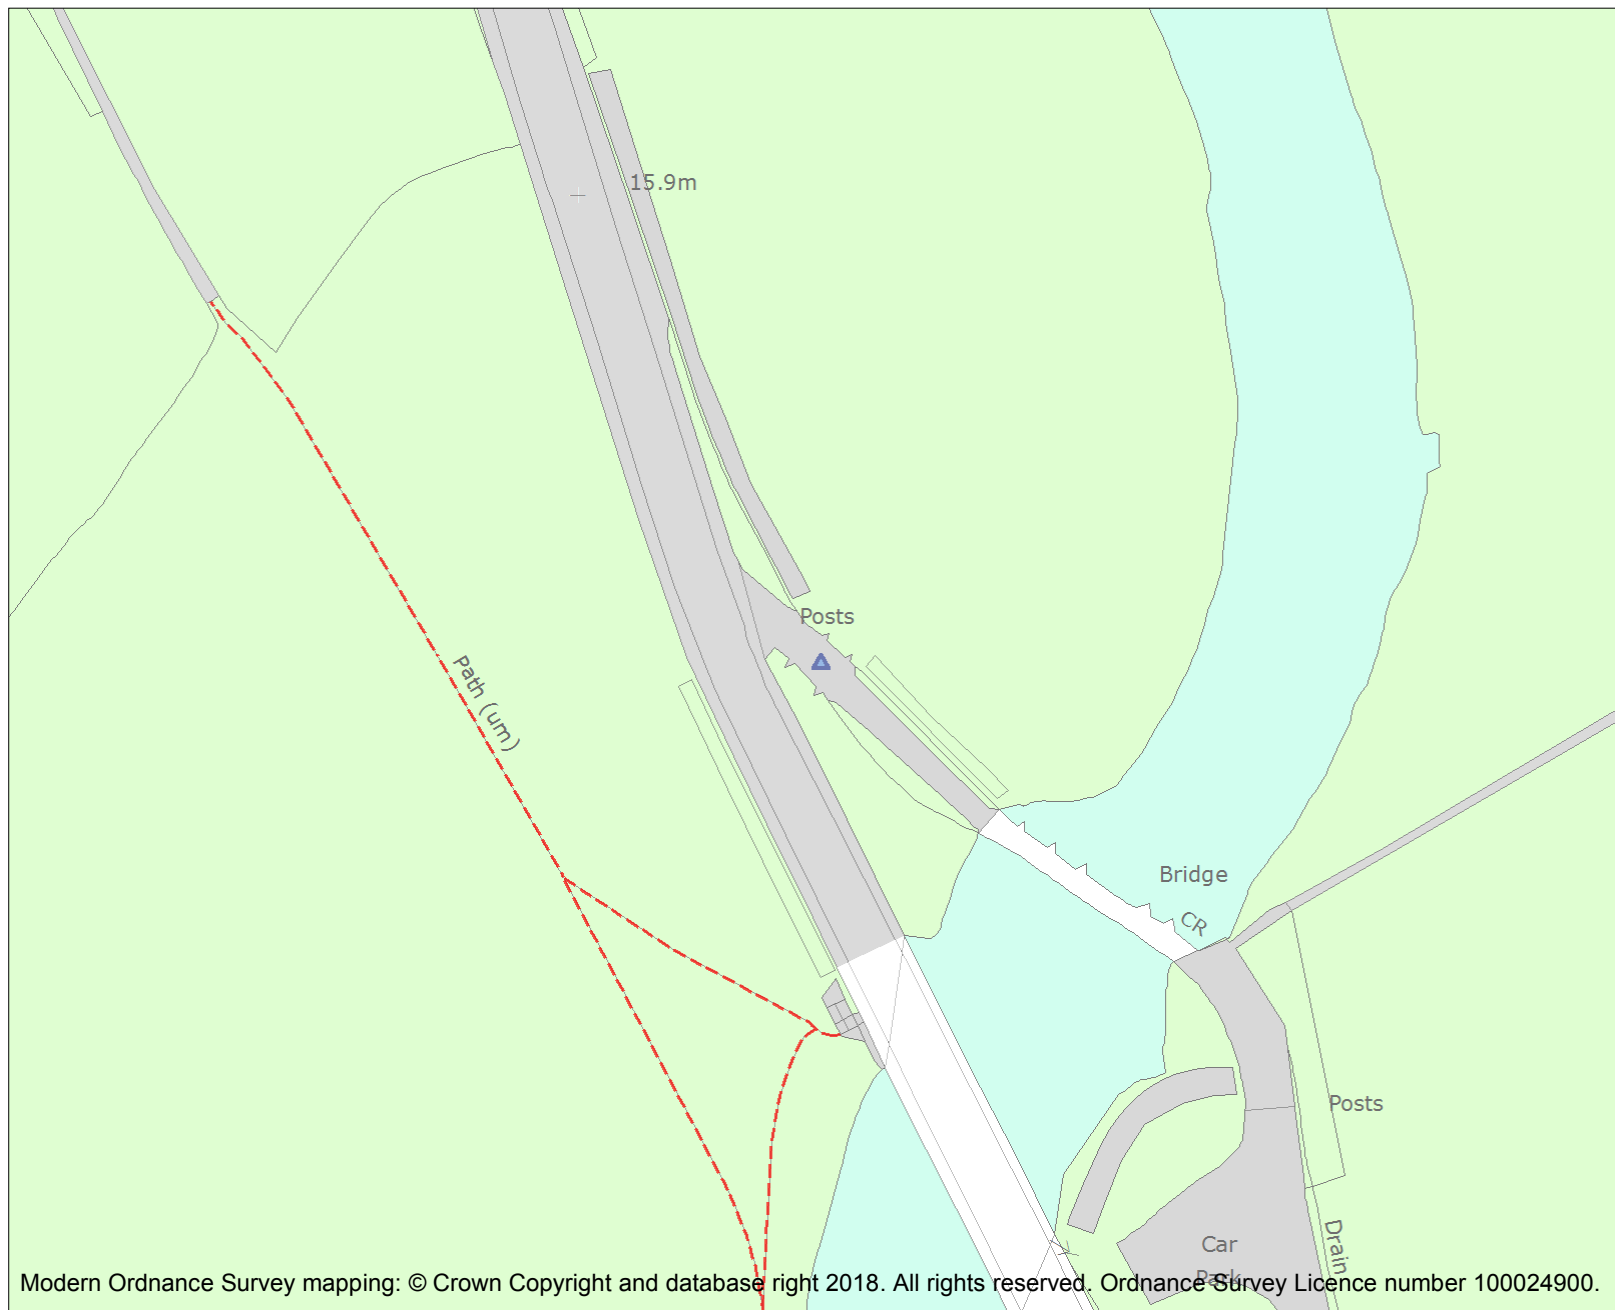 15.9m
Posts
Path (um)
Bridge
CR
Posts
Drain
Car
Park
Modern Ordnance Survey mapping: © Crown Copyright and database right 2018. All rights reserved. Ordnance Survey Licence number 100024900.